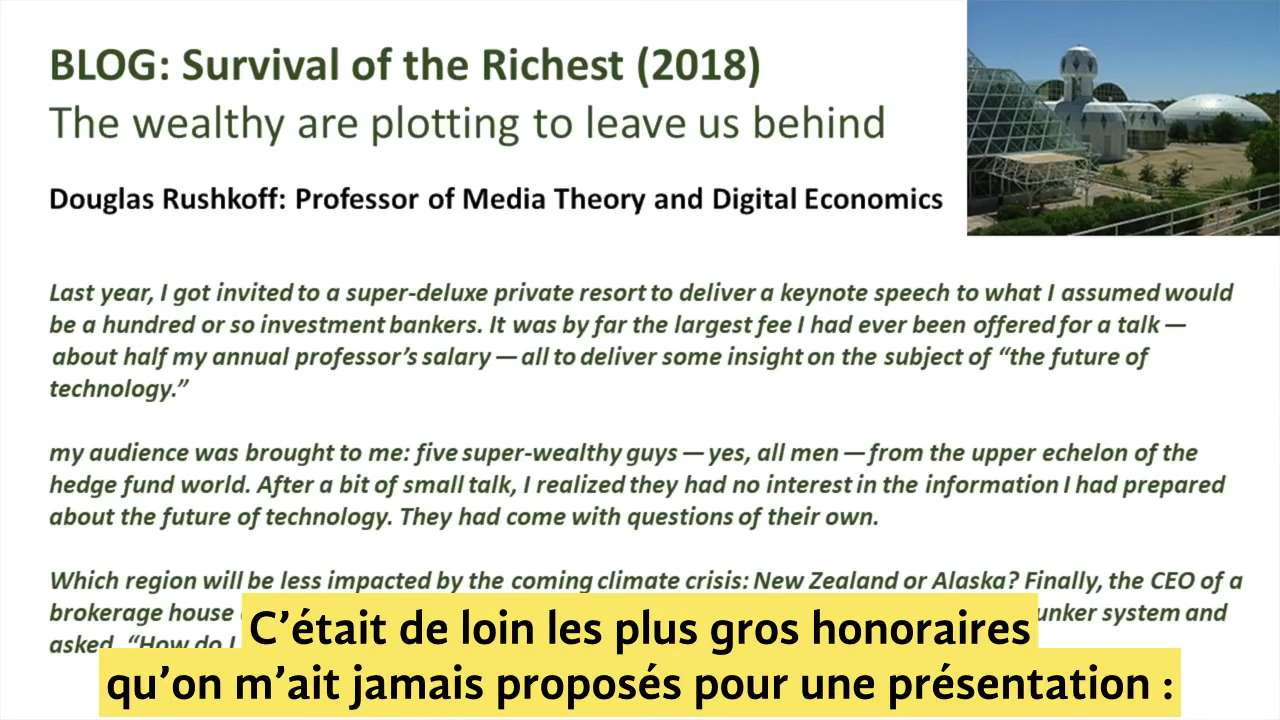 BLOG: Survival of the Richest (2018)
The wealthy are plotting to leave us behind
Douglas Rushkoff: Professor of Media Theory and Digital Economics
Last year, I got invited to a super-deluxe private resort to deliver a keynote speech to what I assumed would
be a hundred or so investment bankers. It was by far the largest fee I had ever been offered for a talk —
about half my annual professor’s salary — all to deliver some insight on the subject of “the future of
technology.”
my audience was brought to me: five super-wealthy guys — yes, all men — from the upper echelon of the
hedge fund world. After a bit of small talk, I realized they had no interest in the information I had prepared
about the future of technology. They had come with questions of their own.
Which region will be less impacted by the coming climate crisis: New Zealand or Alaska? Finally, the CEO of a
brokerage house unker system and
asked, “How do I
C’était de loin les plus gros honoraires
qu’on m’ait jamais proposés pour une présentation :